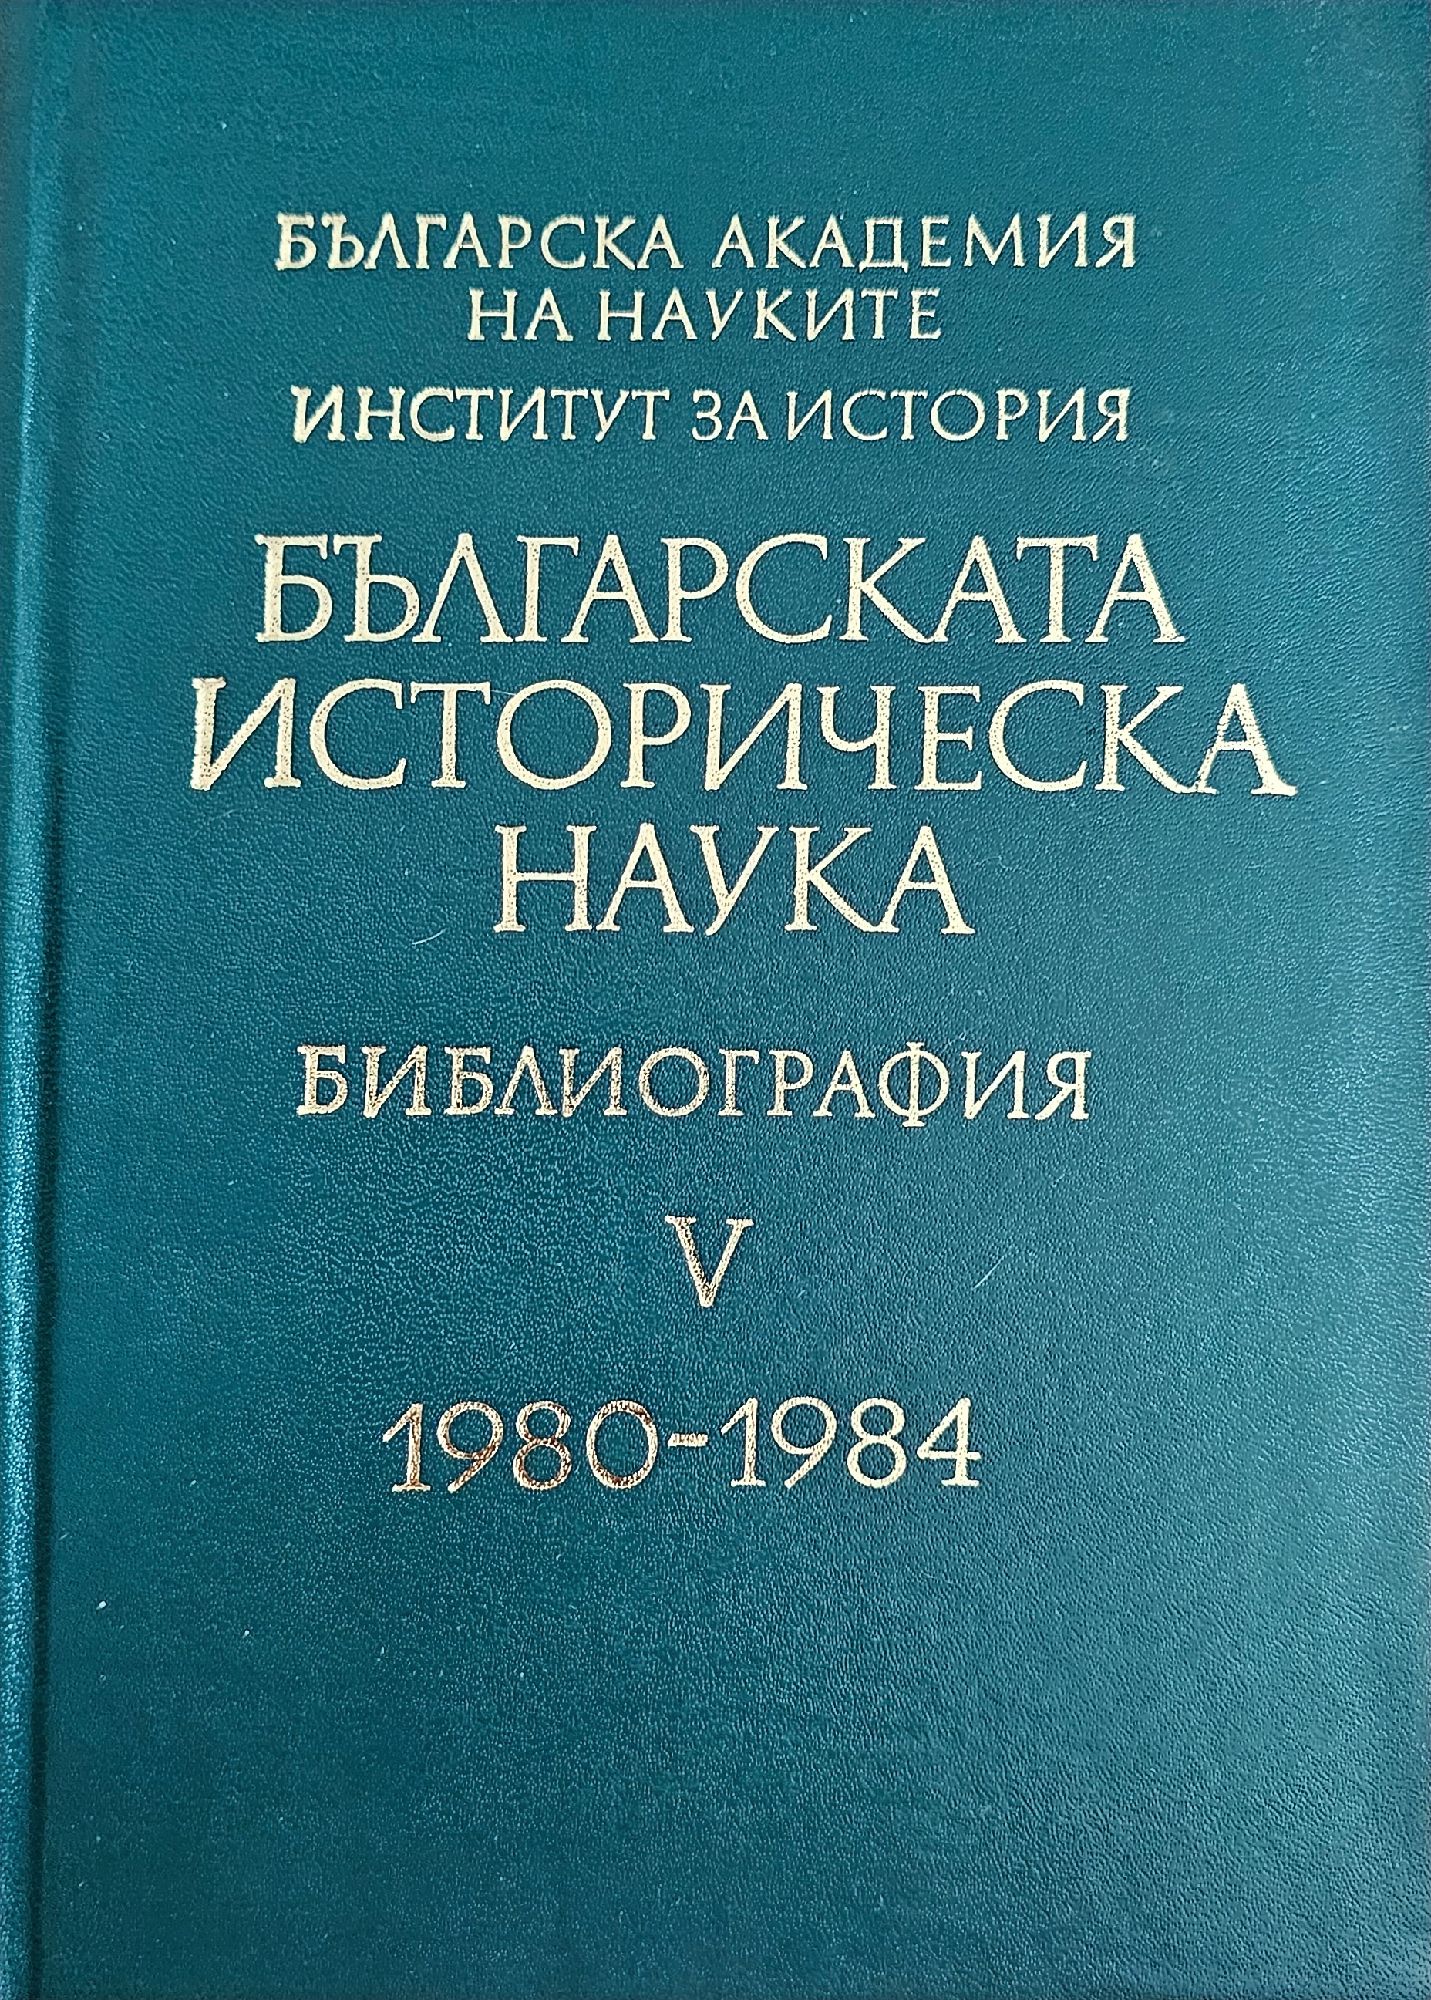 БЪЛГАРСКА АКАДЕМИЯ
НА НАУКИТЕ
ИНСТИТУТ ЗА ИСТОРИЯ
БЪЛГАРСКАТА
ИСТОРИЧЕСКА
НАУКА
БИБЛИОГРАФИЯ
V
1980-1984